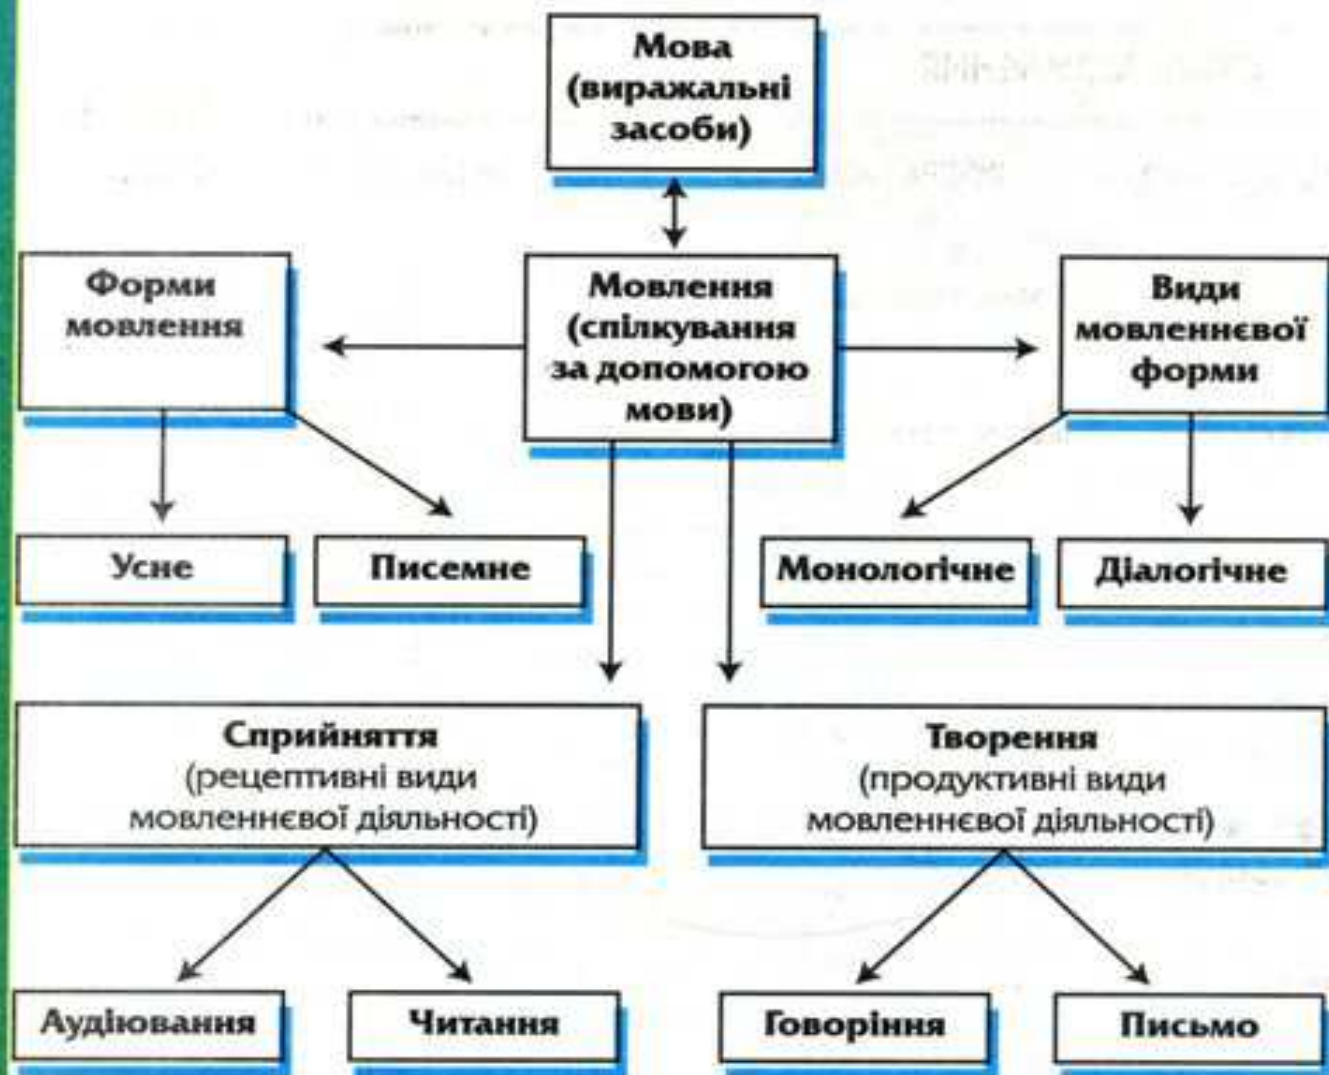 Мова
(виражальні
засоби)
Форми
мовлення
Мовлення
(спілкування
за допомогою
мови)
Види
мовленнєвої
форми
Усне
Писемне
Монологічне
Діалогічне
Сприйняття
(рецептивні види
мовленнєвої діяльності)
Творення
(продуктивні види
мовленнєвої діяльності)
Аудіювання
Читання
Говоріння
Письмо